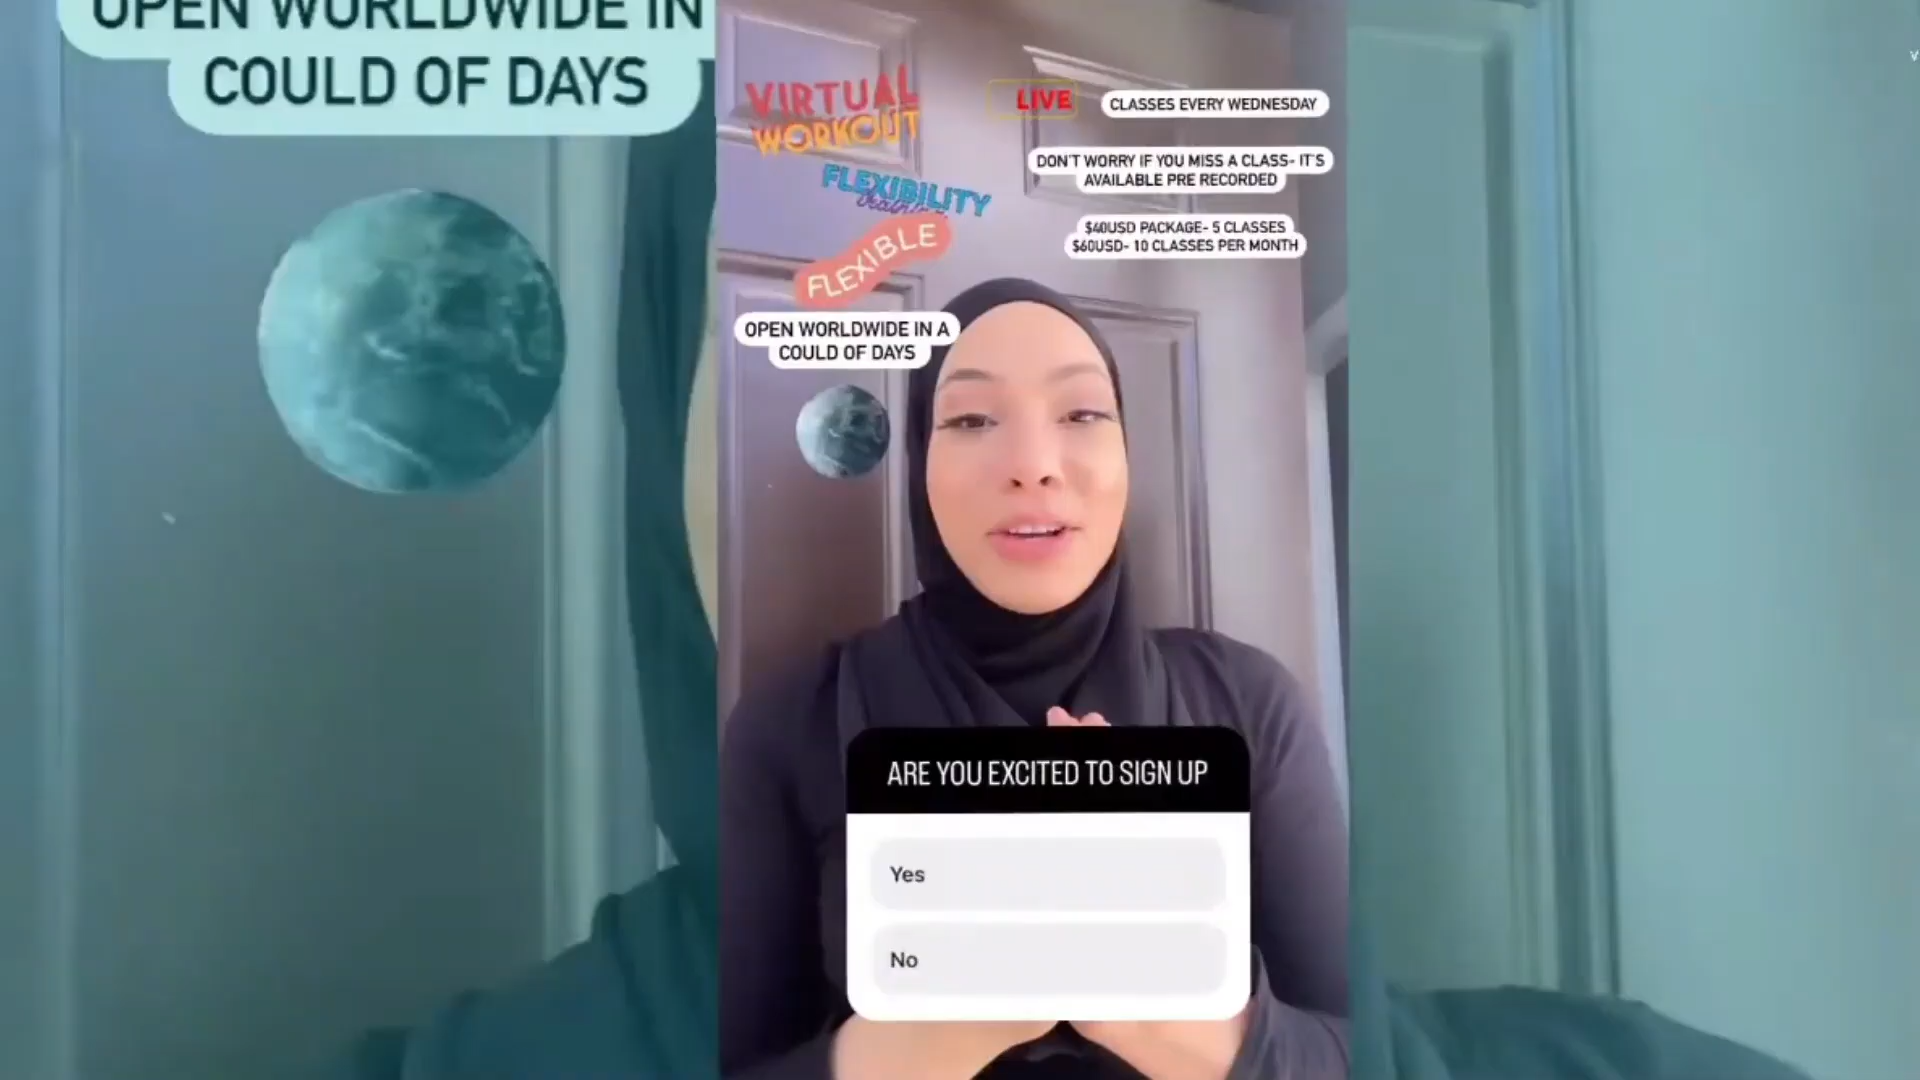 OPEN WORLDWIDE IN
COULD OF DAYS
VIRTUAL
WORKOUT
FLEXIBILITY
training
FLEXIBLE
OPEN WORLDWIDE IN A
COULD OF DAYS
LIVE
CLASSES EVERY WEDNESDAY
DON'T WORRY IF YOU MISS A CLASS- IT'S
AVAILABLE PRE RECORDED
$40USD PACKAGE- 5 CLASSES
$60USD- 10 CLASSES PER MONTH
ARE YOU EXCITED TO SIGN UP
Yes
No